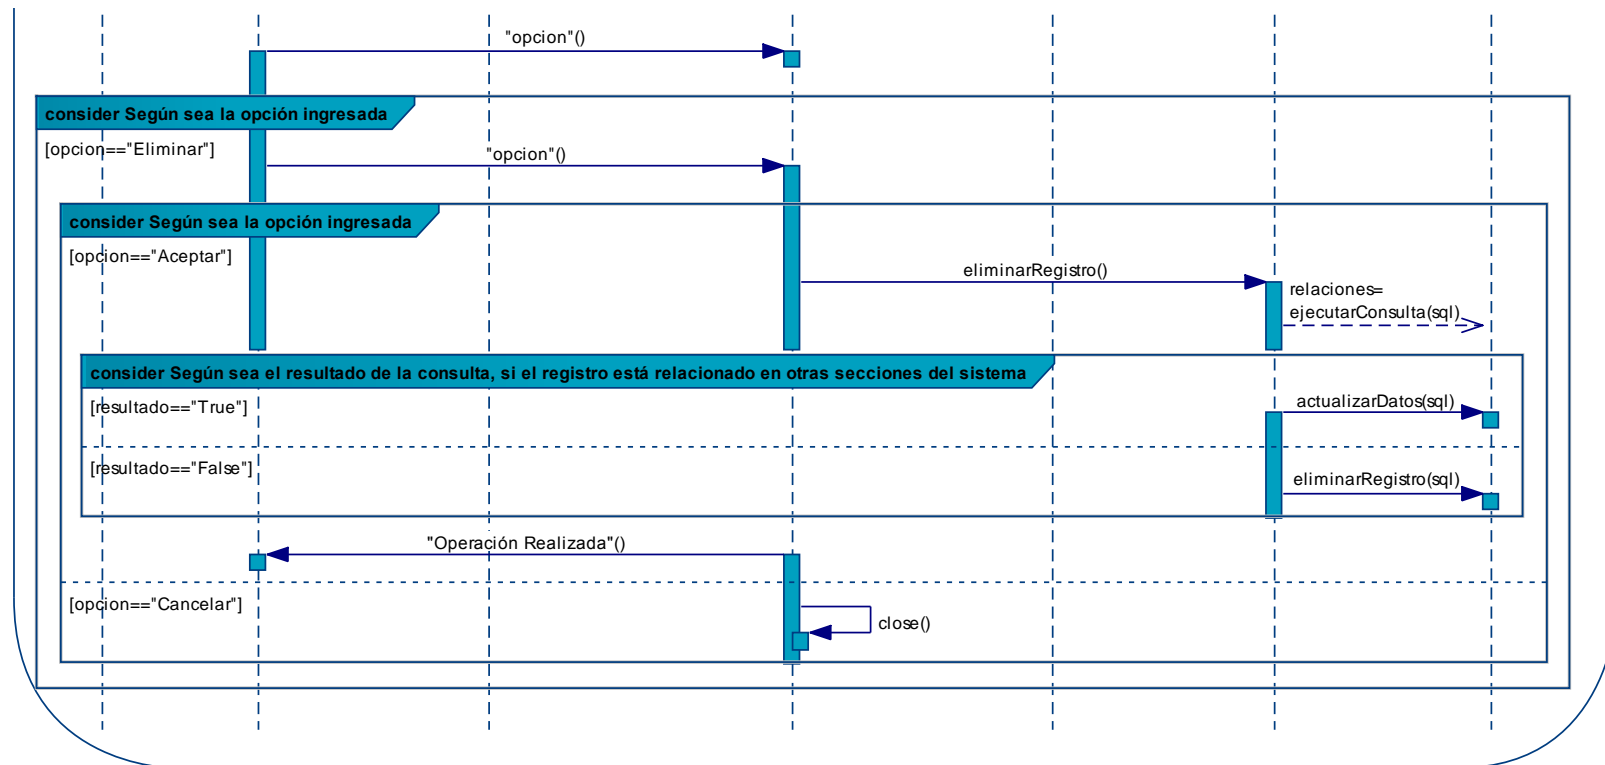 "opcion"()
consider Según sea la opción ingresada
[opcion=="Eliminar"]
"opcion"()
consider Según sea la opción ingresada
[opcion=="Aceptar"]
eliminarRegistro()
relaciones=
ejecutarConsulta(sql)
consider Según sea el resultado de la consulta, si el registro está relacionado en otras secciones del sistema
[resultado=="True"]
actualizarDatos(sql)
[resultado=="False"]
eliminarRegistro(sql)
"Operación Realizada"()
[opcion=="Cancelar"]
close()